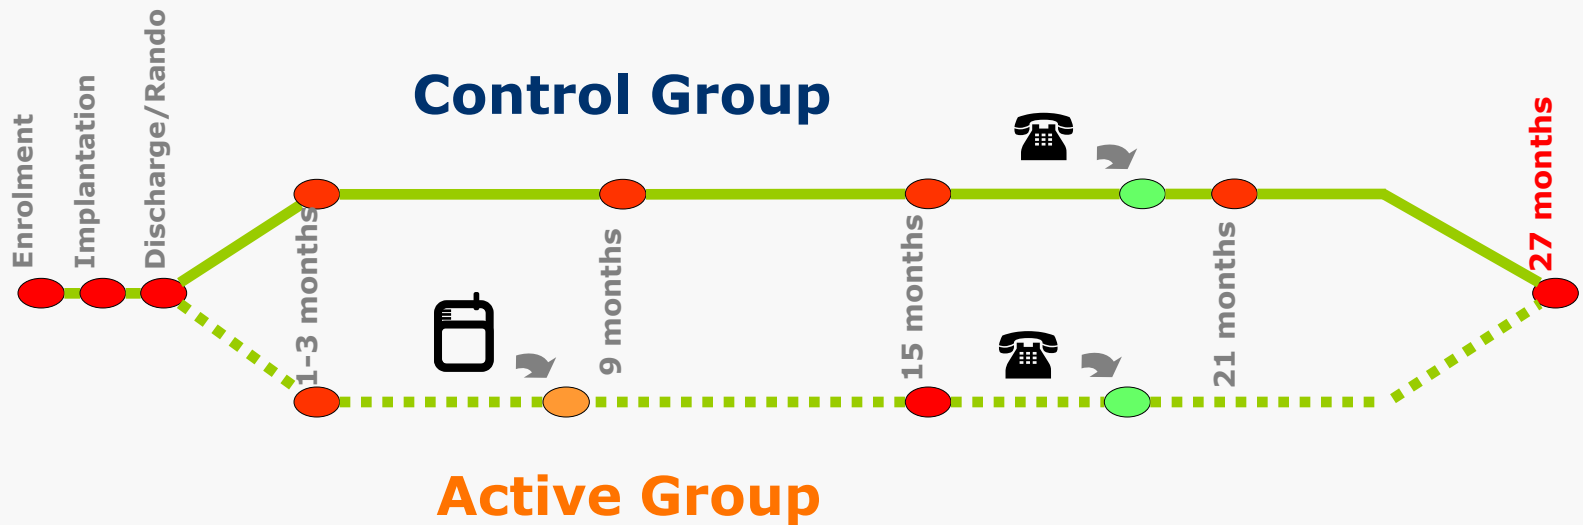 Enrolment
Implantation
Discharge/Rando
Control Group
27 months
1-3 months
9 months
15 months
21 months
Active Group